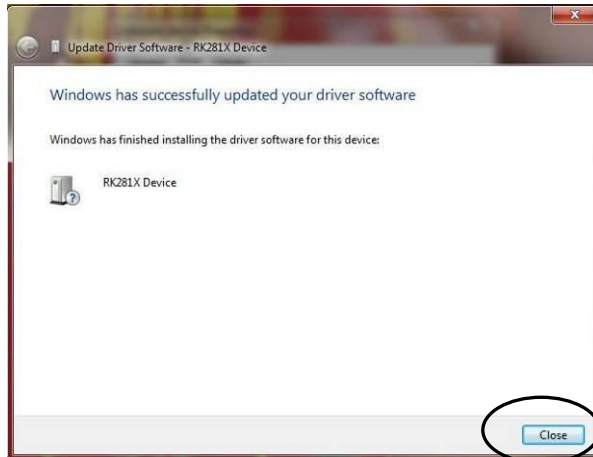 Update Driver Software - RK281X Device
Windows has successfully updated your driver software
Windows has finished installing the driver software for this device:
RK281X Device
Close